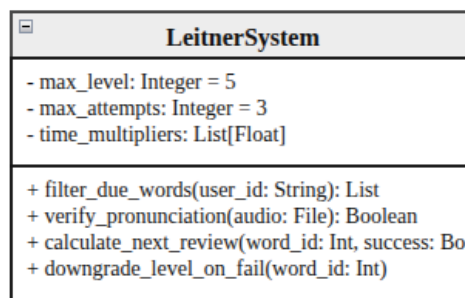 LeitnerSystem
- max_level: Integer = 5
- max_attempts: Integer = 3
- time_multipliers: List[Float]
+ filter_due_words(user_id: String): List
+ verify_pronunciation(audio: File): Boolean
+ calculate_next_review(word_id: Int, success: Bo
+ downgrade_level_on_fail(word_id: Int)